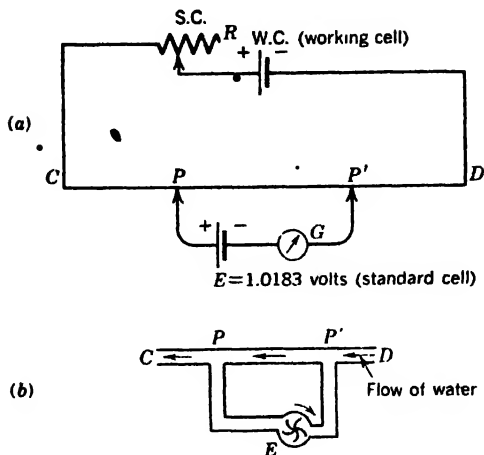 S.C.
R
+ W.C. (working cell) −
(a)
C P P' D
+ − G
E=1.0183 volts (standard cell)
P P'
C D
(b)
Flow of water
E